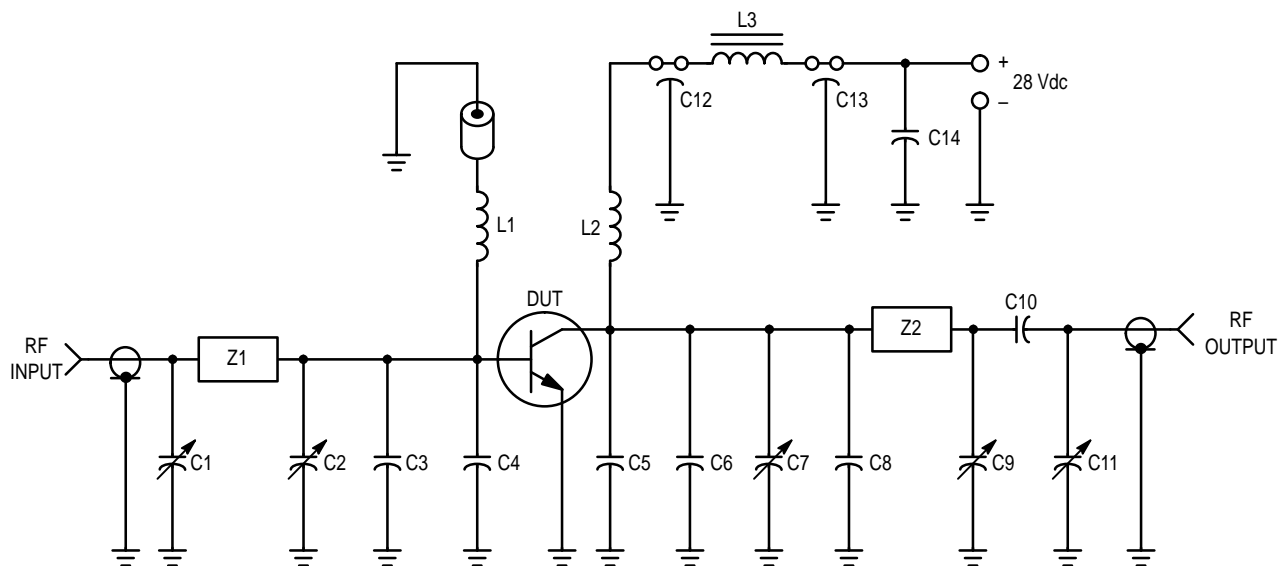 L3
+
28 Vdc
–
C12
C13
C14
L1
L2
DUT
C10
RF
INPUT
Z1
Z2
RF
OUTPUT
C1
C2
C3
C4
C5
C6
C7
C8
C9
C11